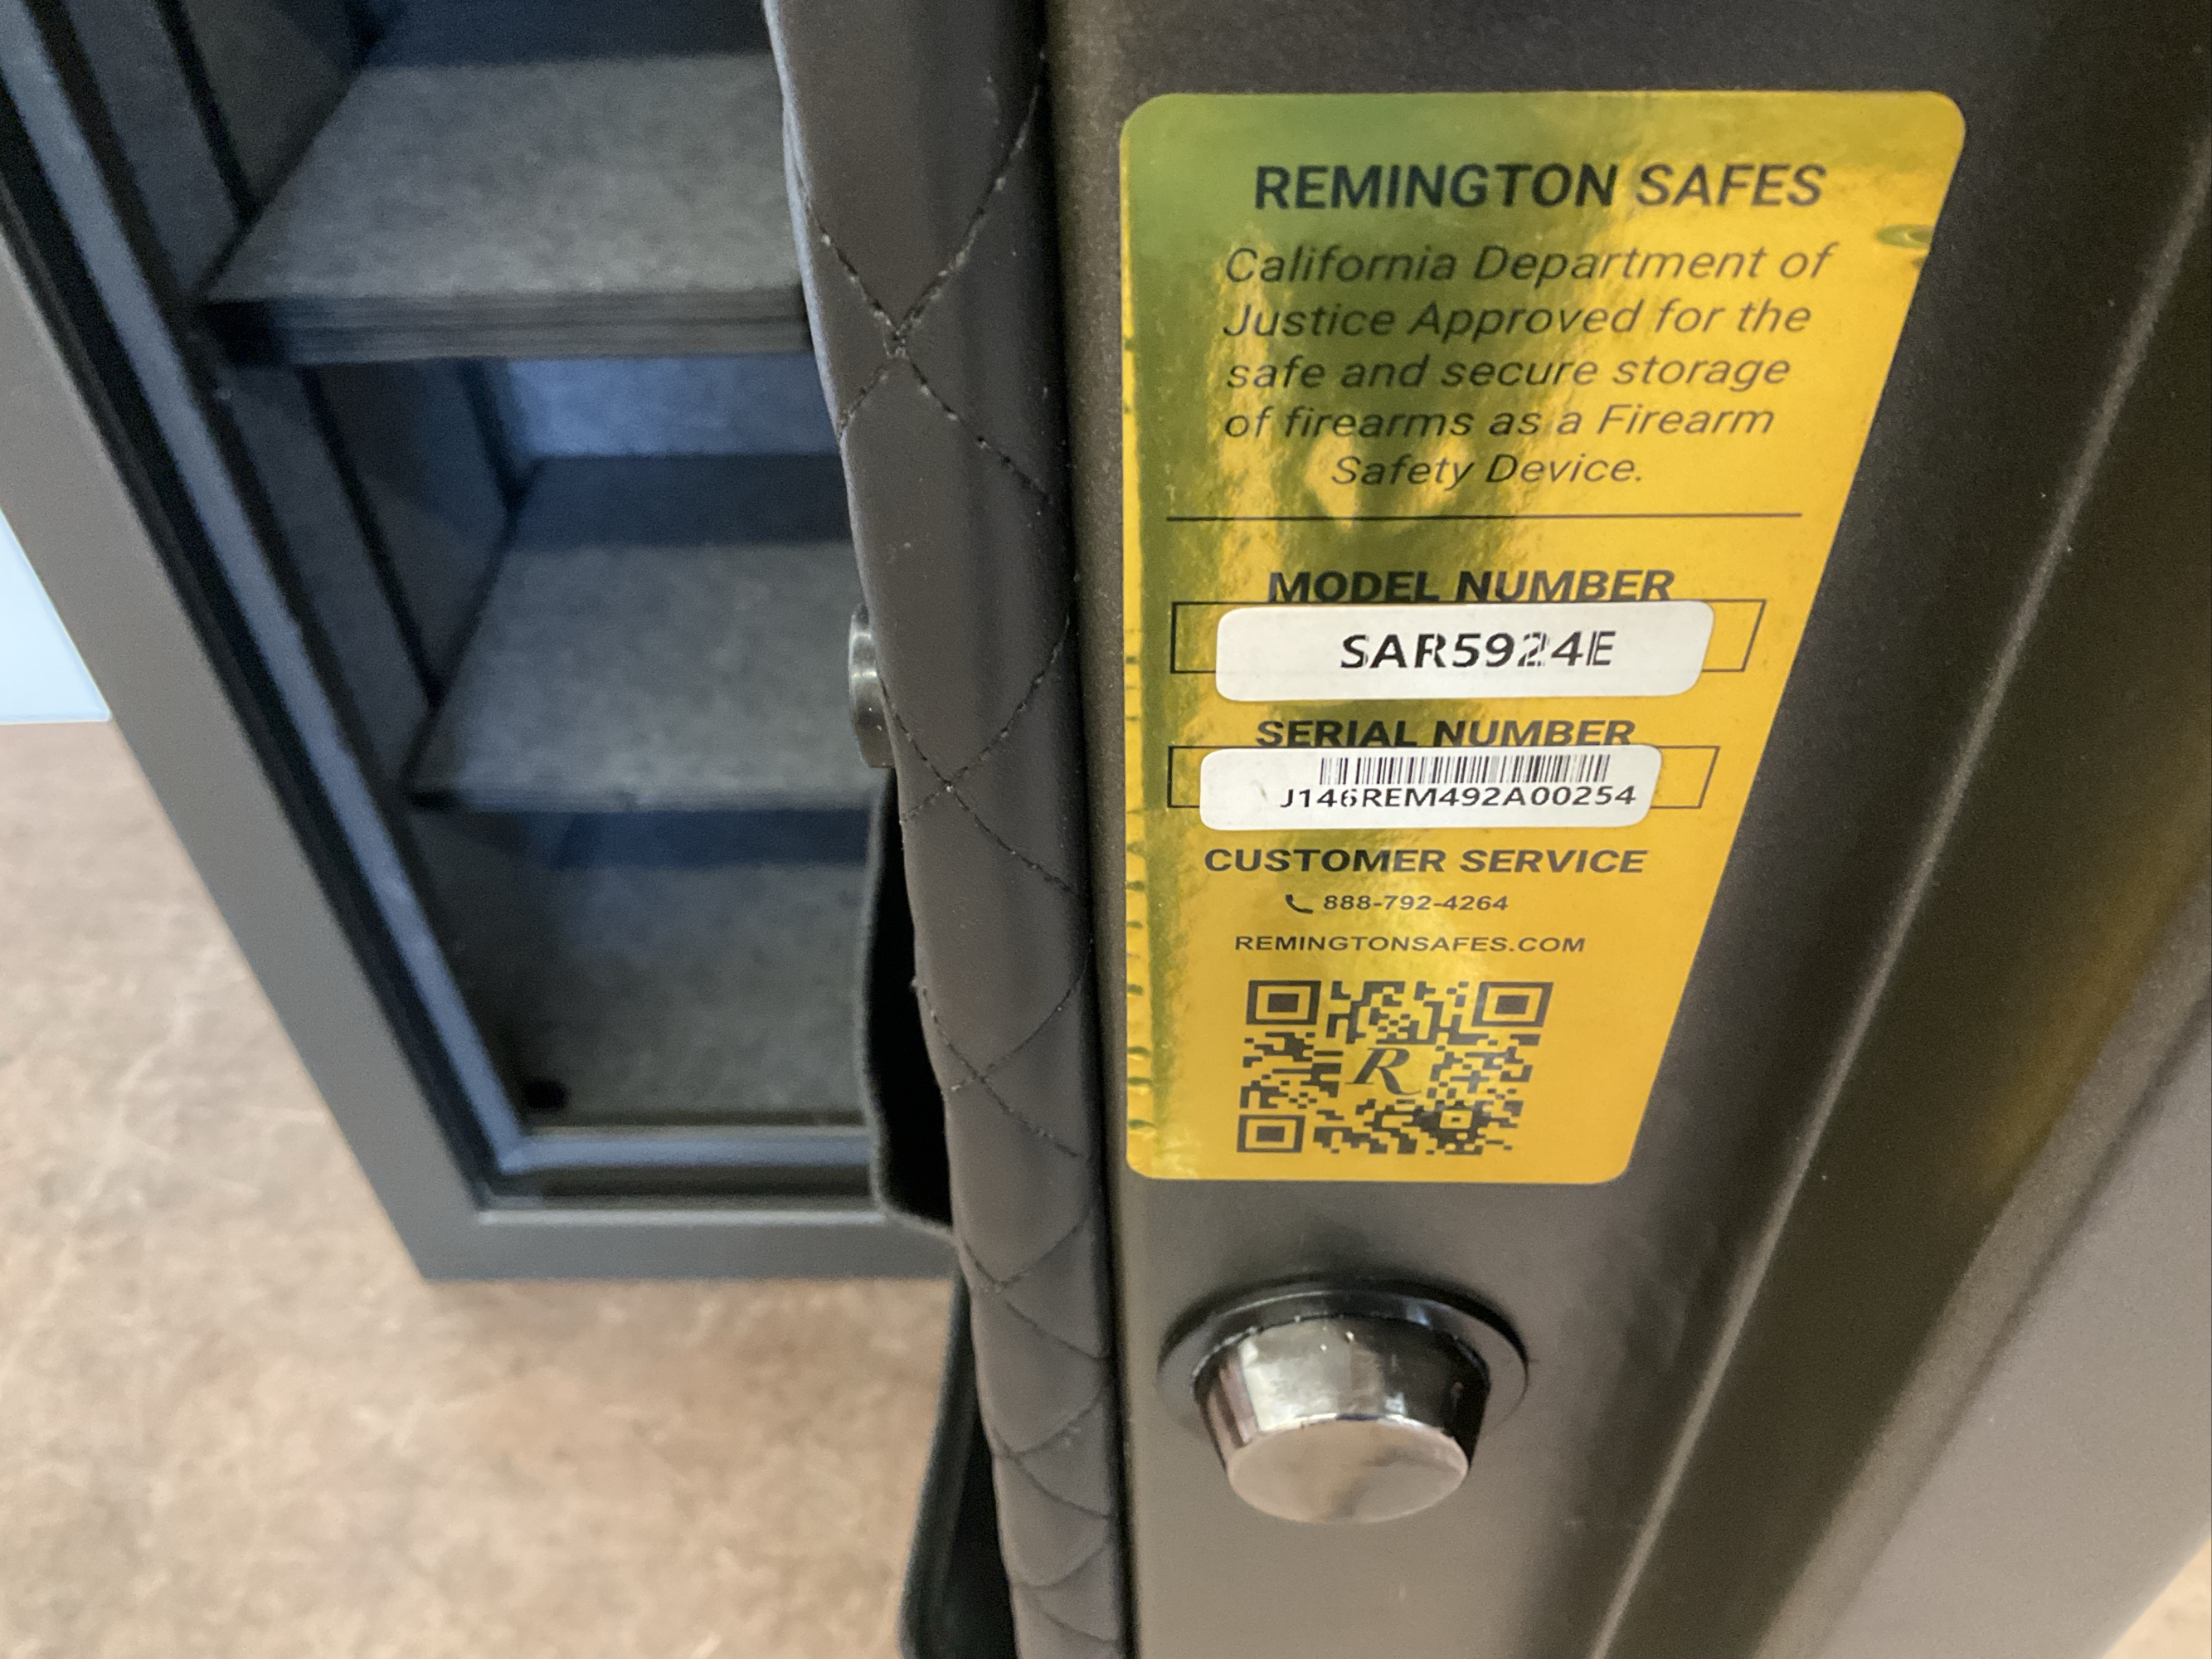 REMINGTON SAFES
California Department of
Justice Approved for the
safe and secure storage
of firearms as a Firearm
Safety Device.
MODEL NUMBER
SAR5924E
SERIAL NUMBER
J146REM492A00254
CUSTOMER SERVICE
888-792-4264
REMINGTONSAFES.COM
R